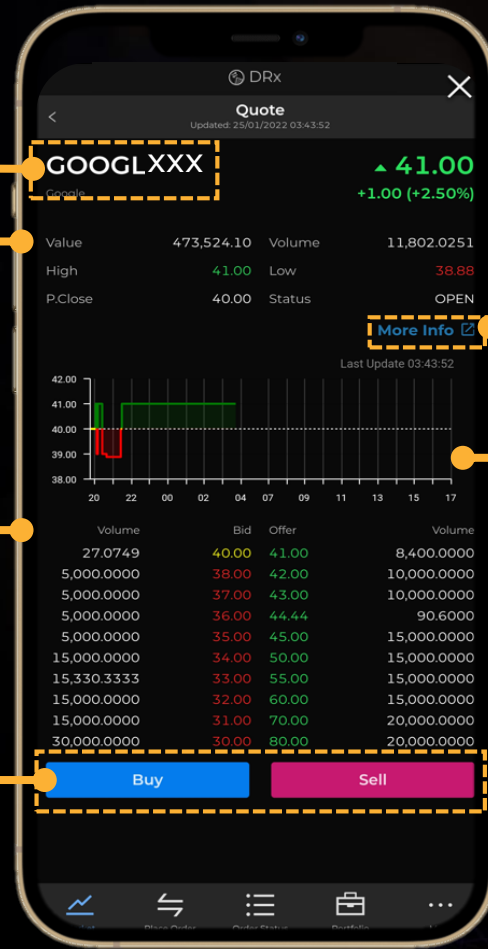 DRx
Quote
Updated: 25/01/2022 03:43:52
GOOGLXXX
41.00
Google
+1.00 (+2.50%)
Value 473,524.10 Volume 11,802.0251
High 41.00 Low 38.88
P.Close 40.00 Status OPEN
More Info
Last Update 03:43:52
42.00
41.00
40.00
39.00
38.00
20 22 00 02 04 07 09 11 13 15 17
Volume Bid Offer Volume
27.0749 40.00 41.00 8,400.0000
5,000.0000 38.00 42.00 10,000.0000
5,000.0000 37.00 43.00 10,000.0000
5,000.0000 36.00 44.44 90.6000
5,000.0000 35.00 45.00 15,000.0000
15,000.0000 34.00 50.00 15,000.0000
15,330.3333 33.00 55.00 15,000.0000
15,000.0000 32.00 60.00 15,000.0000
15,000.0000 31.00 70.00 20,000.0000
30,000.0000 30.00 80.00 20,000.0000
Buy Sell
Place Order Order Status Portfolio